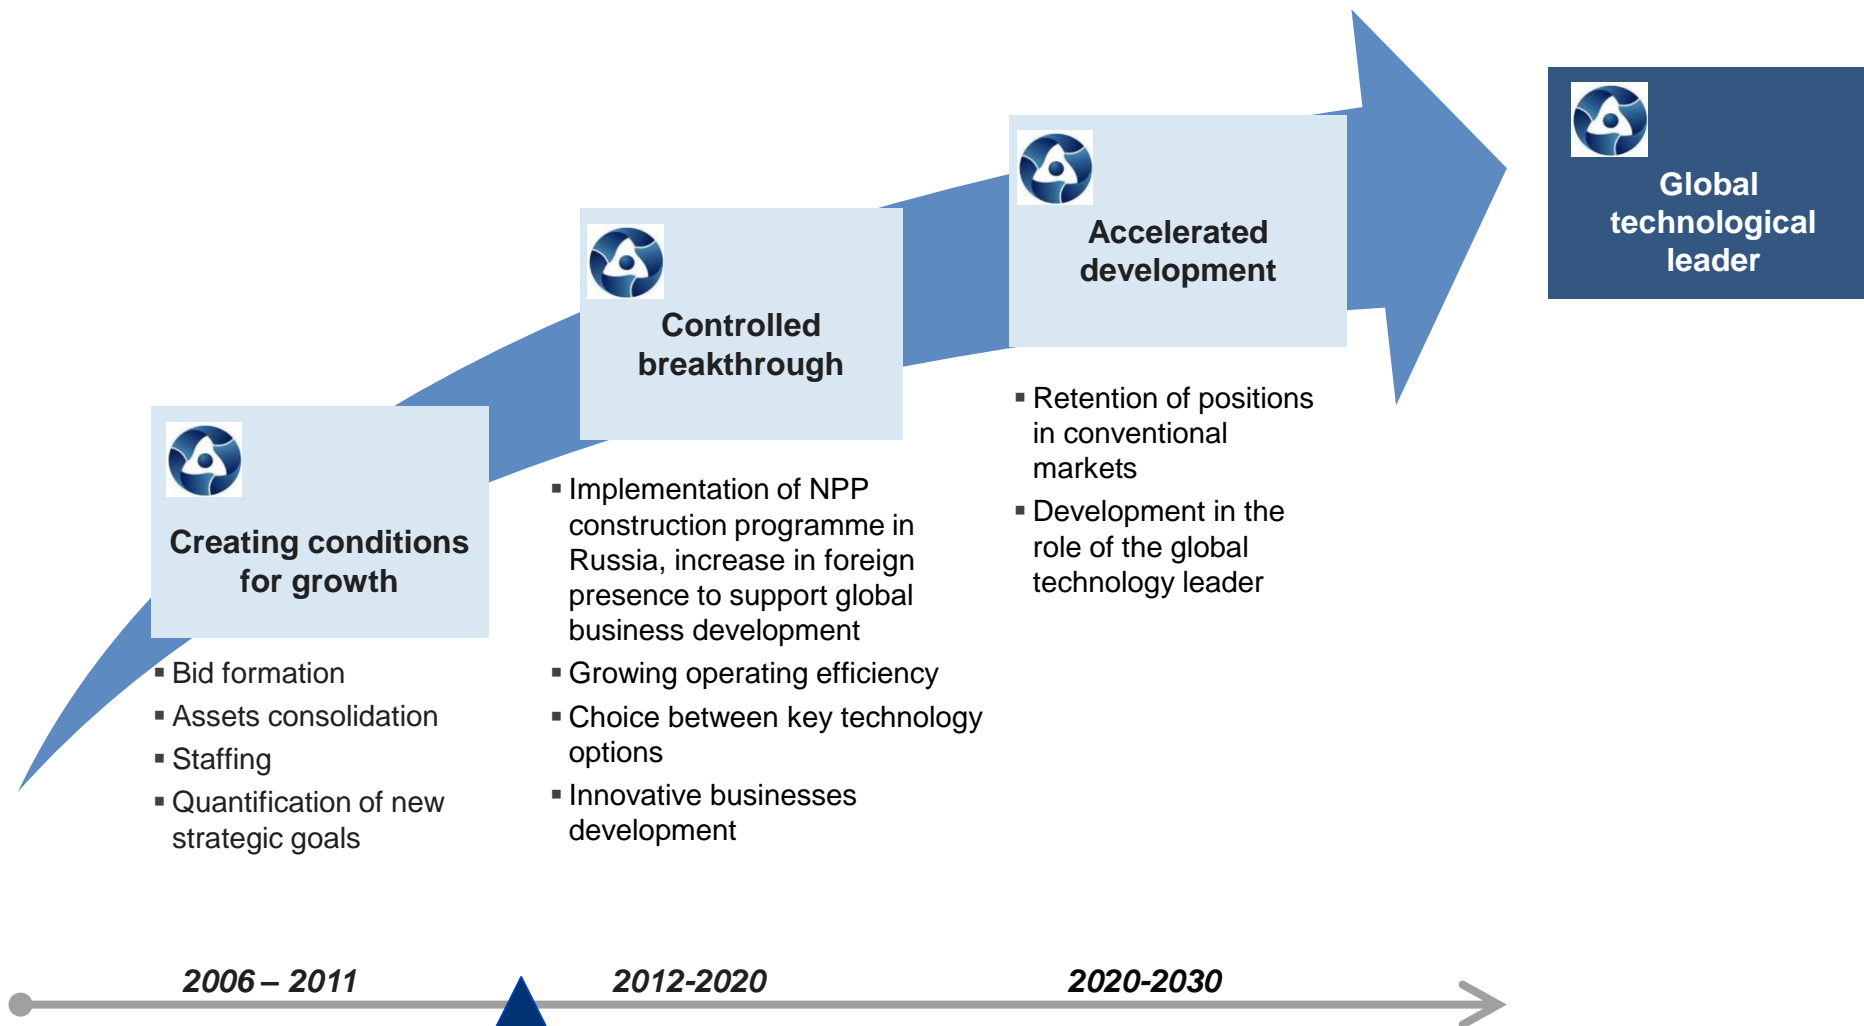 Global
technological
leader
Accelerated
development
Controlled
breakthrough
Creating conditions
for growth
▪ Bid formation
▪ Assets consolidation
▪ Staffing
▪ Quantification of new
strategic goals
▪ Implementation of NPP
construction programme in
Russia, increase in foreign
presence to support global
business development
▪ Growing operating efficiency
▪ Choice between key technology
options
▪ Innovative businesses
development
▪ Retention of positions
in conventional
markets
▪ Development in the
role of the global
technology leader
2006 – 2011
2012-2020
2020-2030